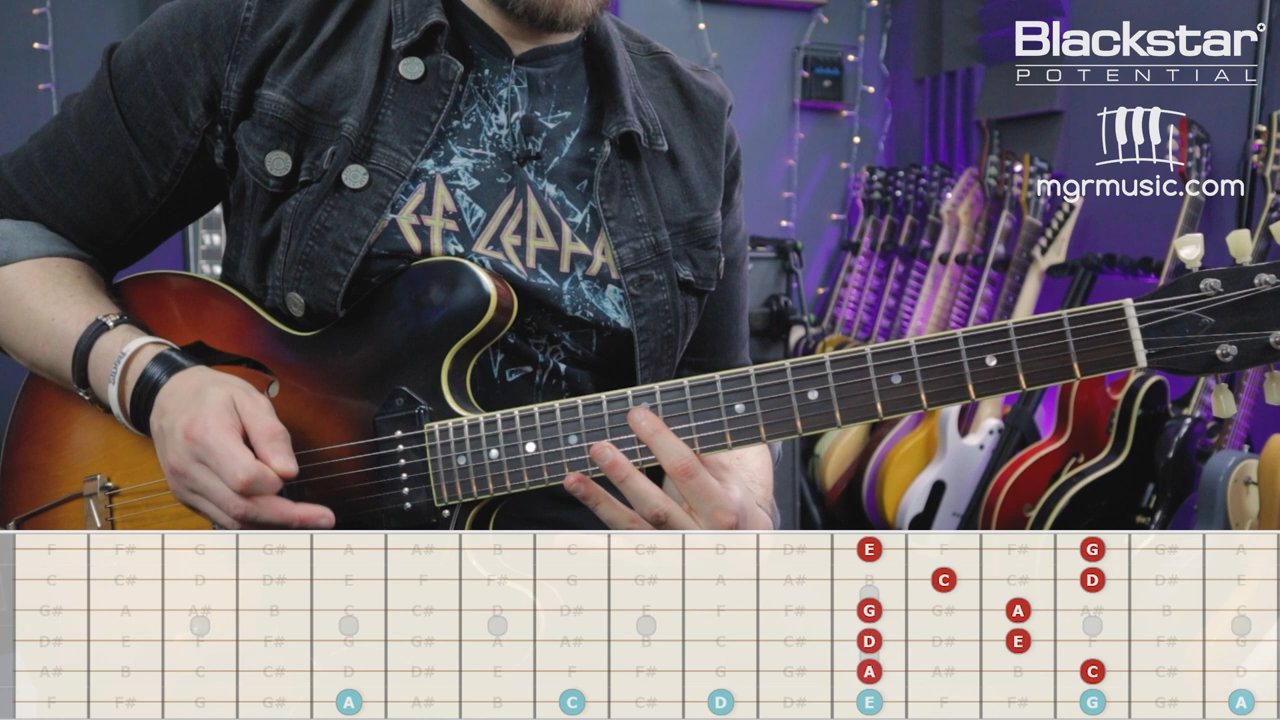 Blackstar
POTENTIAL
mgrmusic.com
EF LEPPA
F F# G G# A A# B C C# D D# E F F# G G# A
C C# D D# E F F# G G# A A# B C C# D D# E
G# A A# B C C# D D# E F F# G G# A A# B C
D# E F F# G G# A A# B C C# D D# E F F# G
A# B C C# D D# E F F# G G# A A# B C C# D
F F# G G# A A# B C C# D D# E F F# G G# A